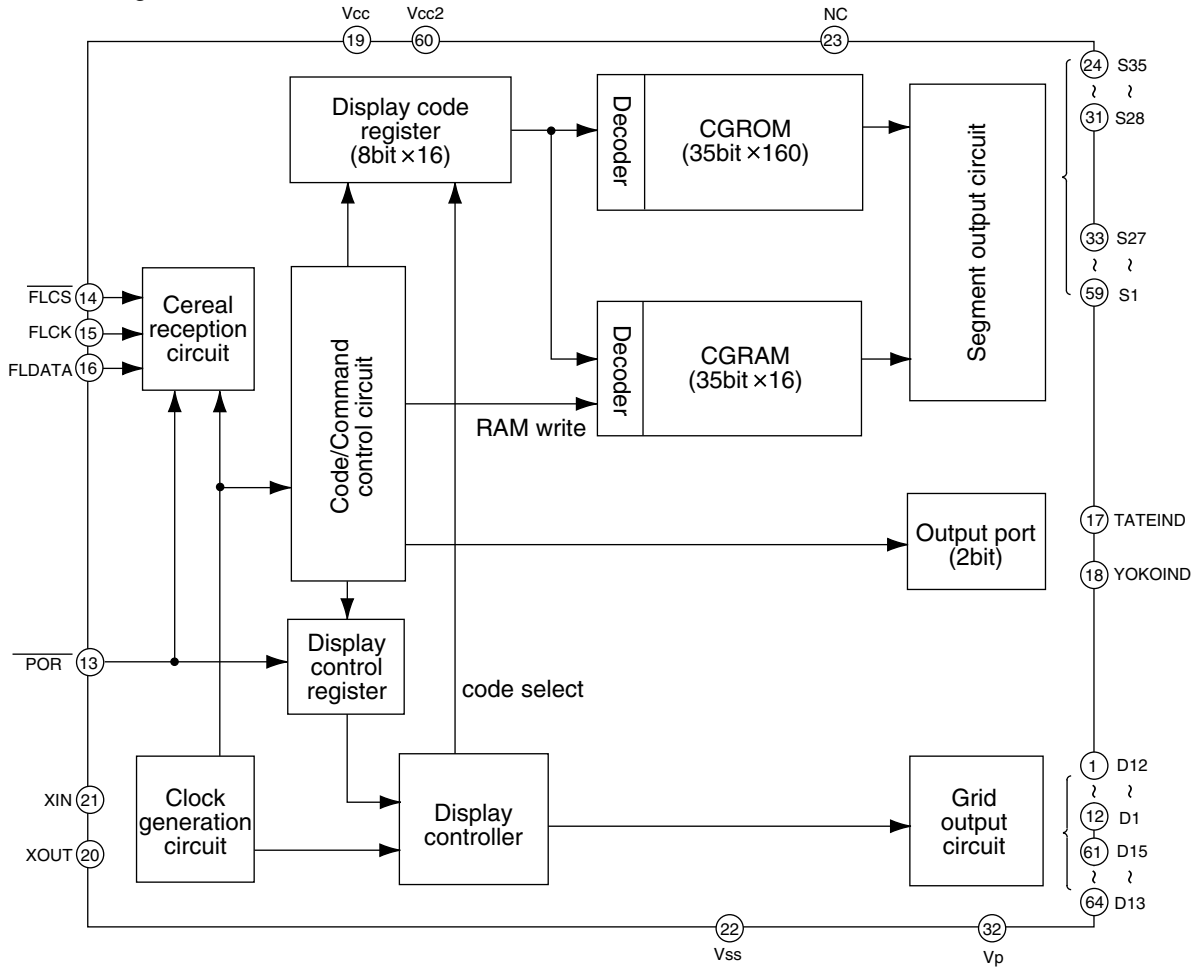 Vcc
Vcc2
NC
19
60
23
24 S35
~ ~
31 S28
33 S27
~ ~
59 S1
Display code
register
(8bit×16)
Decoder
CGROM
(35bit×160)
Segment output circuit
FLCS 14
FLCK 15
FLDATA 16
Cereal
reception
circuit
Code/Command
control circuit
Decoder
CGRAM
(35bit×16)
RAM write
Output port
(2bit)
17 TATEIND
18 YOKOIND
POR 13
Display
control
register
code select
XIN 21
XOUT 20
Clock
generation
circuit
Display
controller
Grid
output
circuit
1 D12
~ ~
12 D1
61 D15
~ ~
64 D13
22
Vss
32
Vp